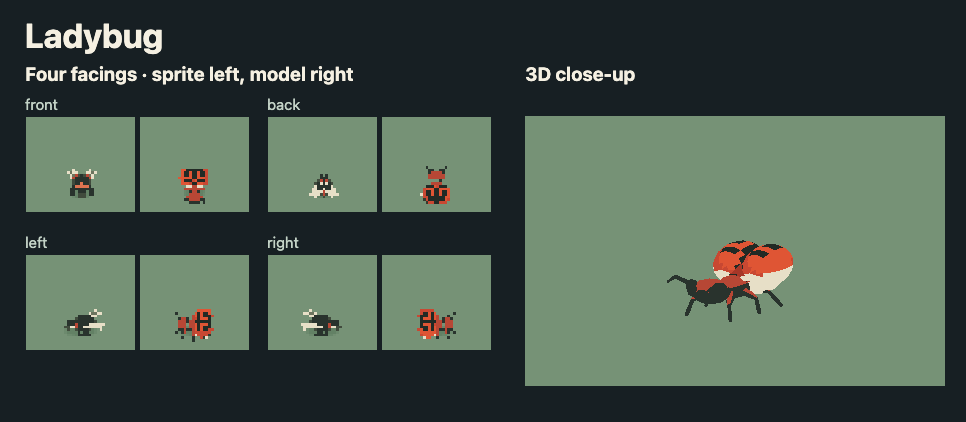 Ladybug
Four facings · sprite left, model right
3D close-up
front
back
left
right